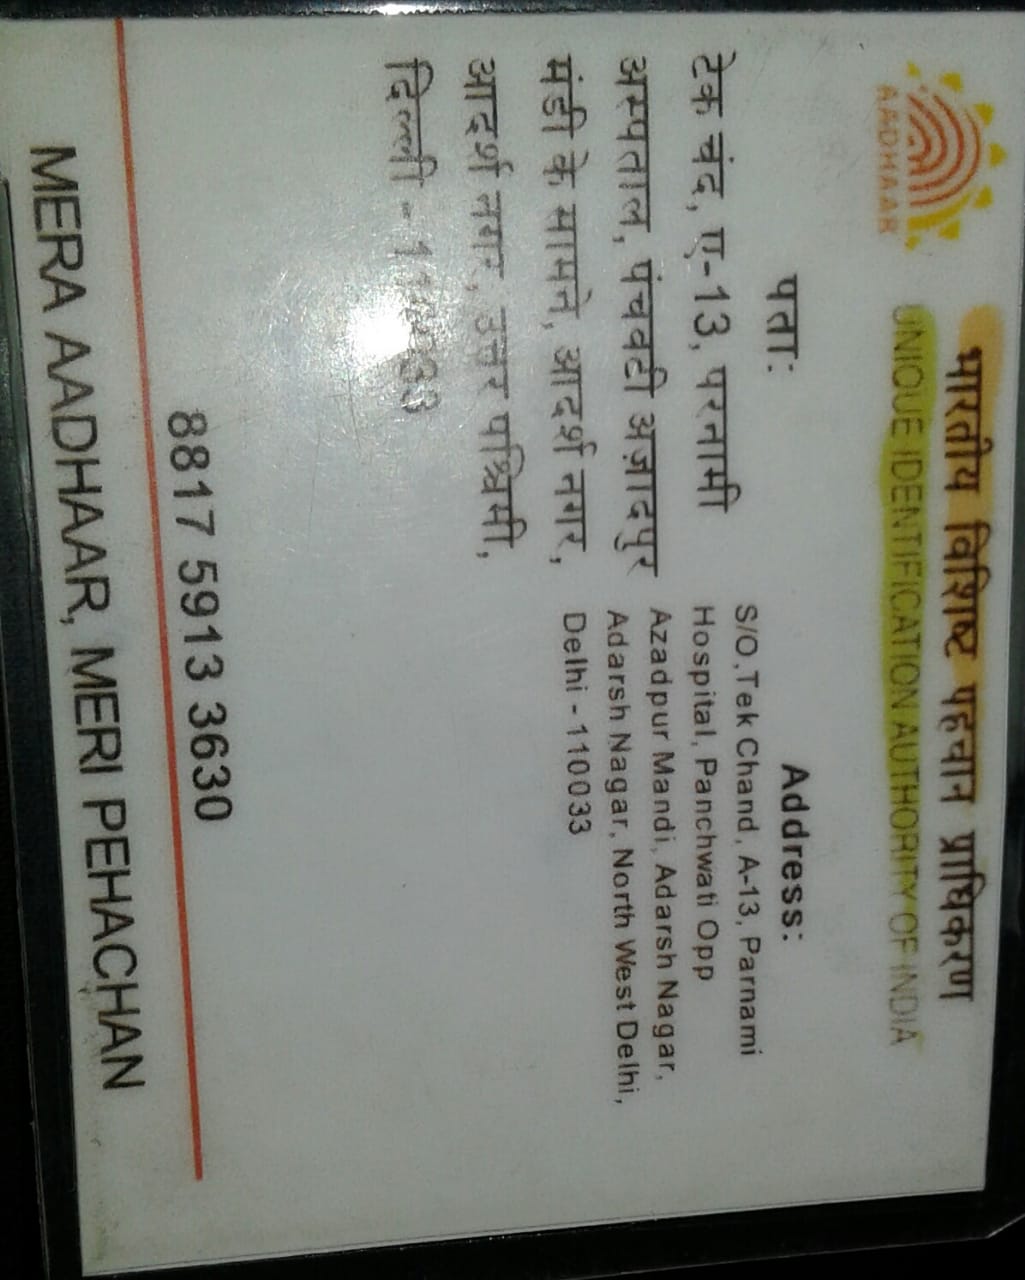 भारतीय विशिष्ट पहचान प्राधिकरण
UNIQUE IDENTIFICATION AUTHORITY OF INDIA
AADHAAR
पता:
टेक चंद, ए-13, परनामी
अस्पताल, पंचवटी अज़ादपुर
मंडी के सामने, आदर्श नगर,
आदर्श नगर, उत्तर पश्चिमी,
दिल्ली -
Address:
S/O.Tek Chand, A-13, Parnami
Hospital, Panchwati Opp
Azadpur Mandi, Adarsh Nagar,
Adarsh Nagar, North West Delhi,
Delhi - 110033
8817 5913 3630
MERA AADHAAR, MERI PEHACHAN